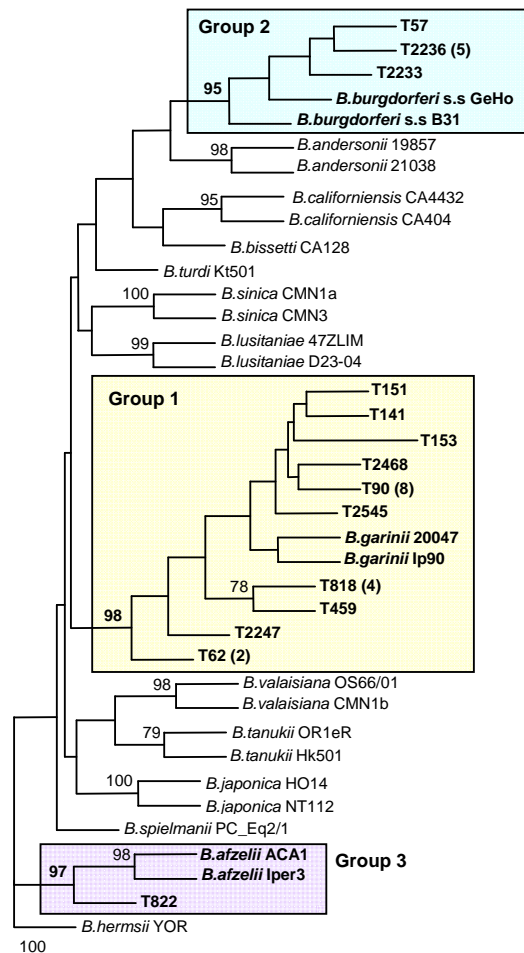 Group 2
T57
T2236 (5)
T2233
95
B.burgdorferi s.s GeHo
B.burgdorferi s.s B31
98
B.andersonii 19857
B.andersonii 21038
95
B.californiensis CA4432
B.californiensis CA404
B.bissetti CA128
B.turdi Kt501
100
B.sinica CMN1a
B.sinica CMN3
99
B.lusitaniae 47ZLIM
B.lusitaniae D23-04
Group 1
T151
T141
T153
T2468
T90 (8)
T2545
B.garinii 20047
B.garinii Ip90
78
T818 (4)
T459
98
T2247
T62 (2)
98
B.valaisiana OS66/01
B.valaisiana CMN1b
79
B.tanukii OR1eR
B.tanukii Hk501
100
B.japonica HO14
B.japonica NT112
B.spielmanii PC_Eq2/1
Group 3
98
B.afzelii ACA1
97
B.afzelii Iper3
T822
B.hermsii YOR
100